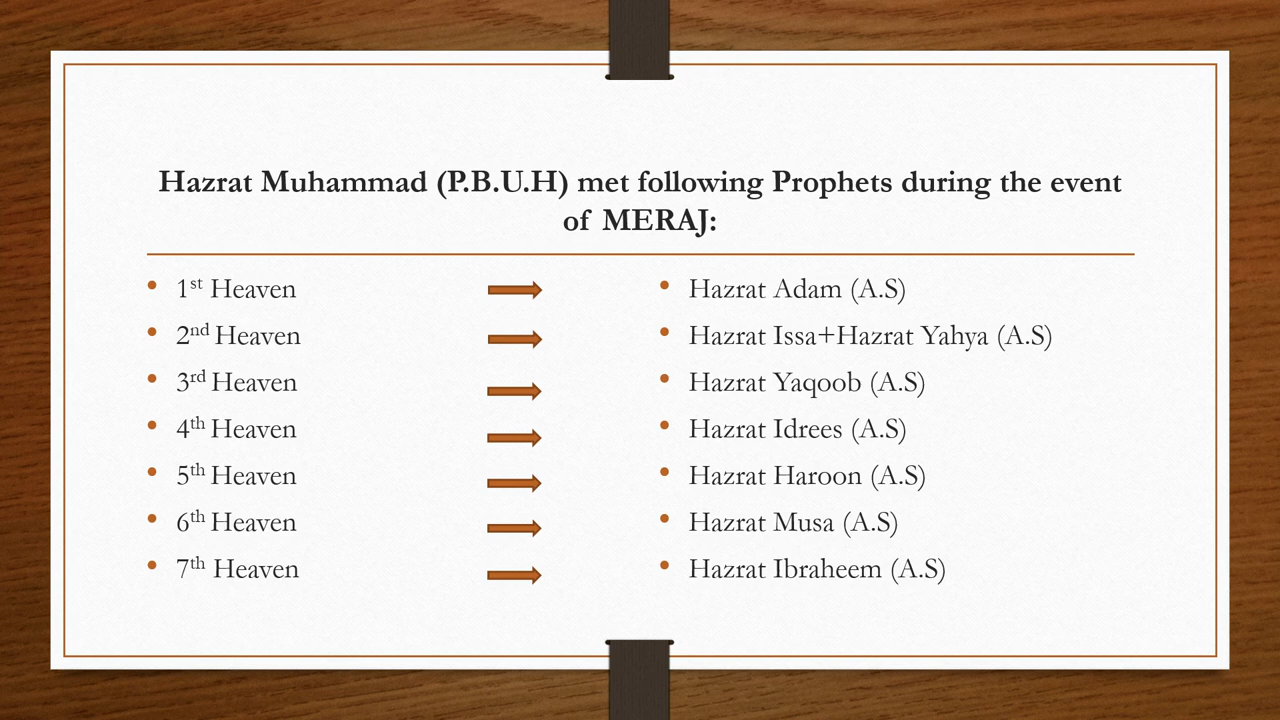 Hazrat Muhammad (P.B.U.H) met following Prophets during the event
of MERAJ:
• 1st Heaven
• 2nd Heaven
• 3rd Heaven
• 4th Heaven
• 5th Heaven
• 6th Heaven
• 7th Heaven
• Hazrat Adam (A.S)
• Hazrat Issa+Hazrat Yahya (A.S)
• Hazrat Yaqoob (A.S)
• Hazrat Idrees (A.S)
• Hazrat Haroon (A.S)
• Hazrat Musa (A.S)
• Hazrat Ibraheem (A.S)